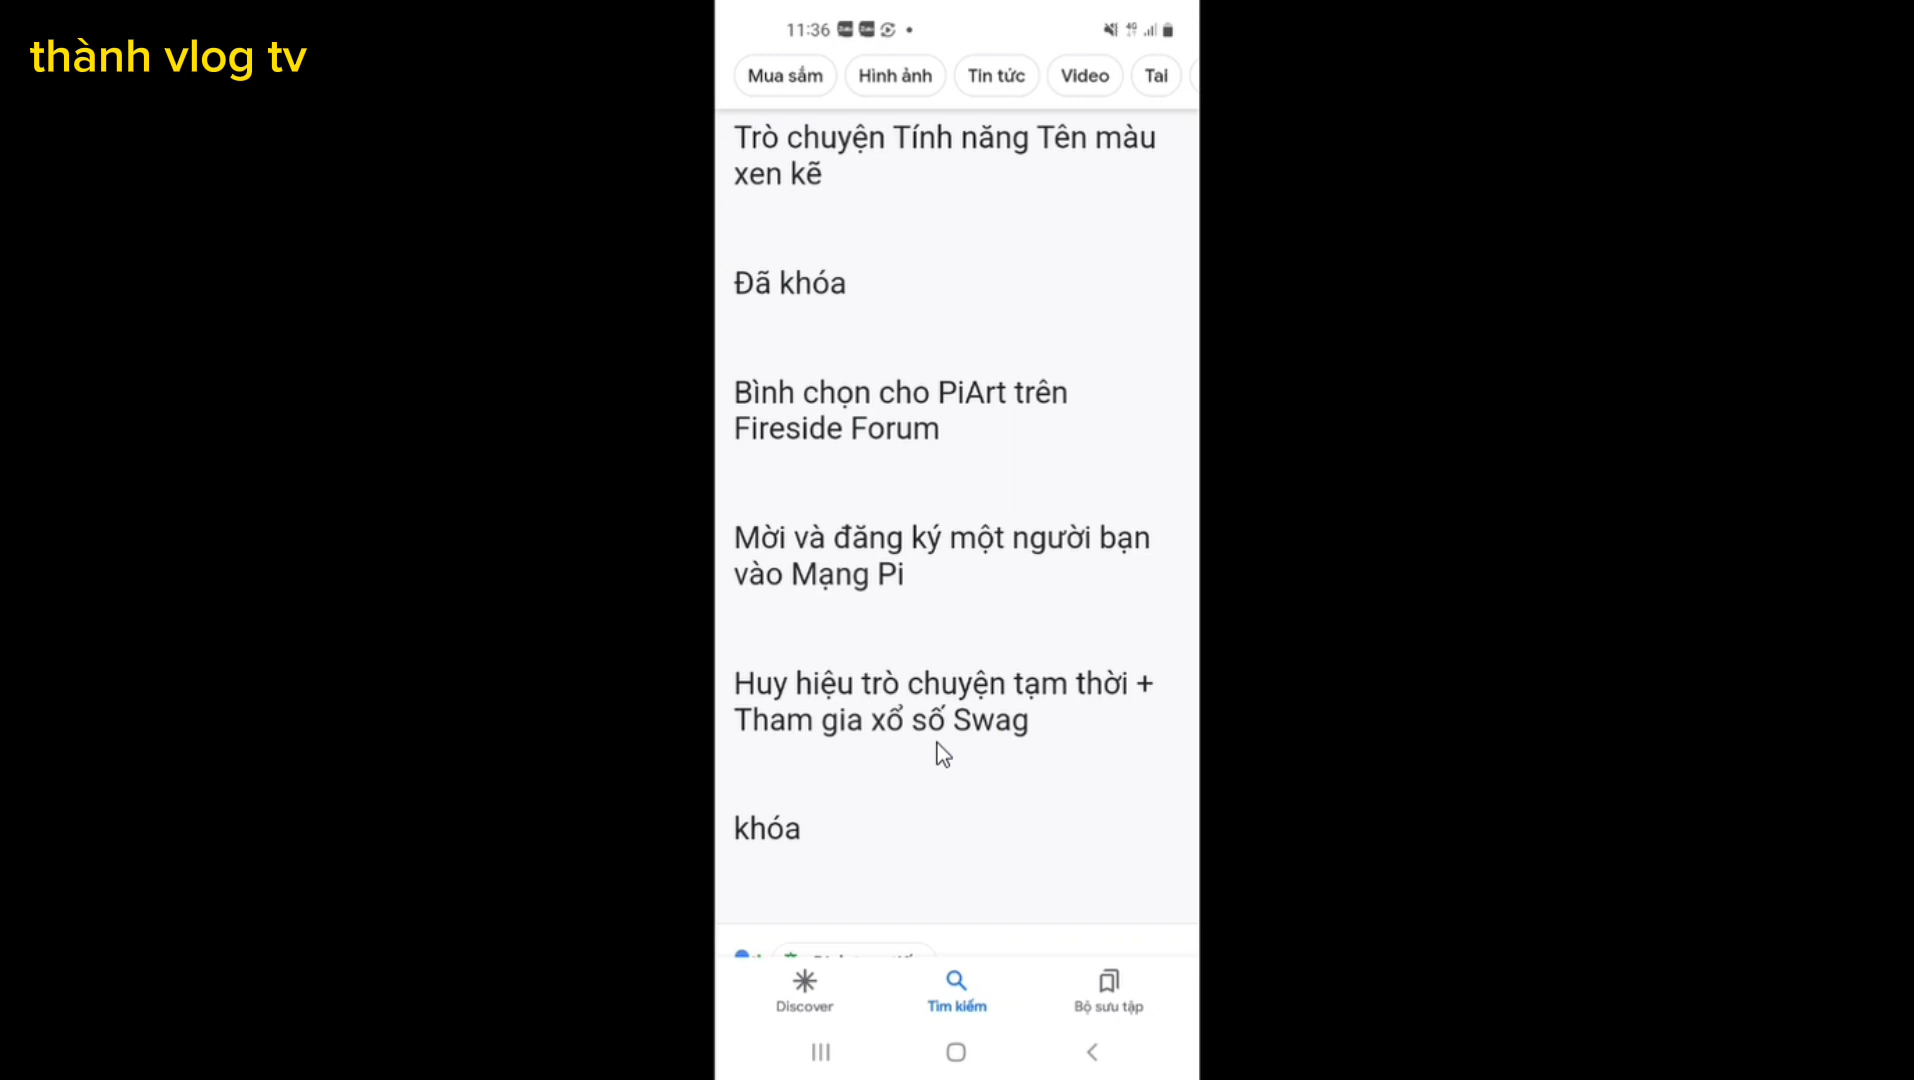 thành vlog tv
11:36
4G
Mua sắm Hình ảnh Tin tức Video Tai
Trò chuyện Tính năng Tên màu
xen kẽ
Đã khóa
Bình chọn cho PiArt trên
Fireside Forum
Mời và đăng ký một người bạn
vào Mạng Pi
Huy hiệu trò chuyện tạm thời +
Tham gia xổ số Swag
khóa
Discover Tìm kiếm Bộ sưu tập